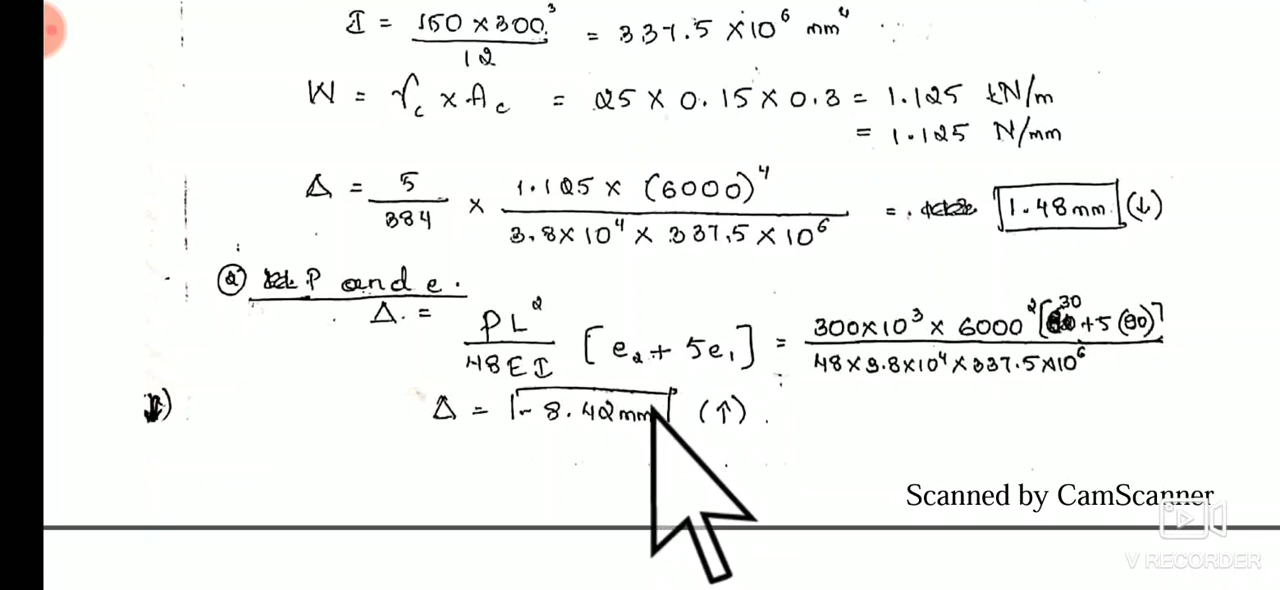 I = 150 × 300³ / 12 = 337.5 × 10⁶ mm⁴
W = γc × Ac = 25 × 0.15 × 0.3 = 1.125 kN/m
= 1.125 N/mm
Δ = 5/384 × 1.125 × (6000)⁴ / 3.8 × 10⁴ × 337.5 × 10⁶ = 1.48 mm (↓)
② P and e.
Δ = PL² / 48EI [e₂ + 5e₁] = 300×10³ × 6000² [30 + 5(80)] / 48 × 3.8×10⁴ × 337.5×10⁶
Δ = - 8.42 mm (↑).
Scanned by CamScanner
V RECORDER